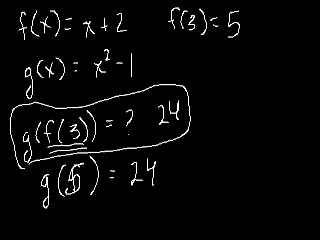 f(x) = x + 2 f(3) = 5
g(x) = x² - 1
g(f(3)) = ? 24
g(5) = 24